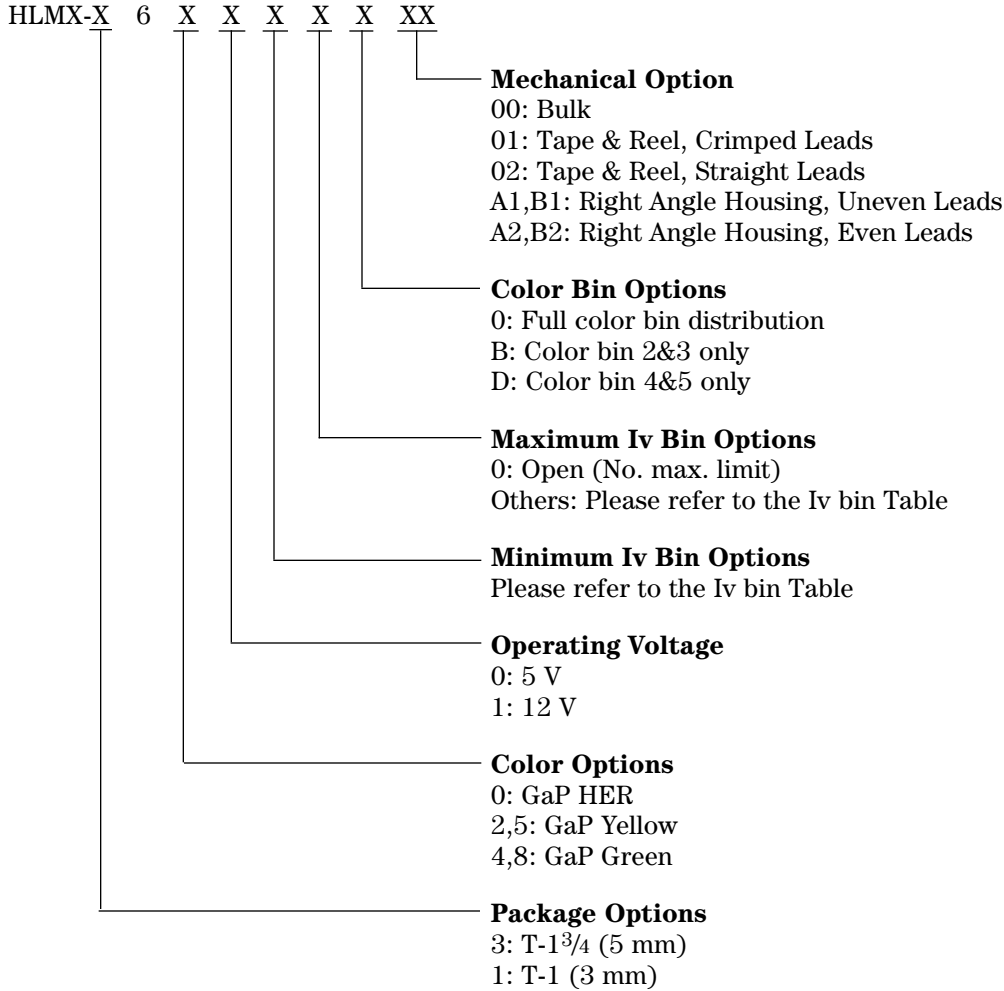 HLMX-X 6 X X X X X XX
Mechanical Option
00: Bulk
01: Tape & Reel, Crimped Leads
02: Tape & Reel, Straight Leads
A1,B1: Right Angle Housing, Uneven Leads
A2,B2: Right Angle Housing, Even Leads
Color Bin Options
0: Full color bin distribution
B: Color bin 2&3 only
D: Color bin 4&5 only
Maximum Iv Bin Options
0: Open (No. max. limit)
Others: Please refer to the Iv bin Table
Minimum Iv Bin Options
Please refer to the Iv bin Table
Operating Voltage
0: 5 V
1: 12 V
Color Options
0: GaP HER
2,5: GaP Yellow
4,8: GaP Green
Package Options
3: T-13/4 (5 mm)
1: T-1 (3 mm)